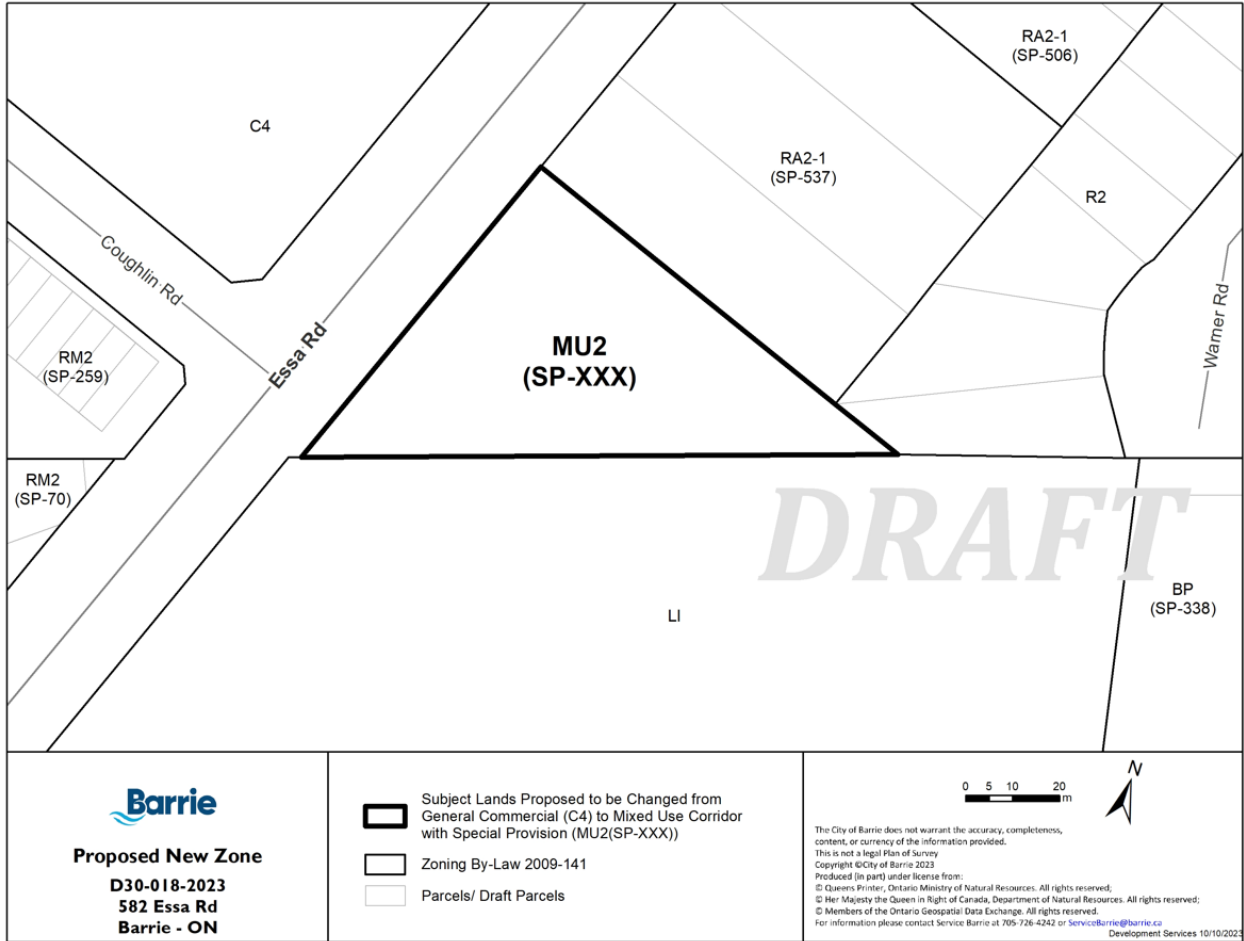 C4
RA2-1
(SP-506)
RA2-1
(SP-537)
R2
Coughlin Rd
Essa Rd
Warner Rd
RM2
(SP-259)
MU2
(SP-XXX)
RM2
(SP-70)
DRAFT
LI
BP
(SP-338)
Barrie
Proposed New Zone
D30-018-2023
582 Essa Rd
Barrie - ON
Subject Lands Proposed to be Changed from
General Commercial (C4) to Mixed Use Corridor
with Special Provision (MU2(SP-XXX))
Zoning By-Law 2009-141
Parcels/ Draft Parcels
0 5 10 20
m
N
The City of Barrie does not warrant the accuracy, completeness,
content, or currency of the information provided.
This is not a legal Plan of Survey
Copyright ©City of Barrie 2023
Produced (in part) under license from:
© Queens Printer, Ontario Ministry of Natural Resources. All rights reserved;
© Her Majesty the Queen in Right of Canada, Department of Natural Resources. All rights reserved;
© Members of the Ontario Geospatial Data Exchange. All rights reserved.
For information please contact Service Barrie at 705-726-4242 or ServiceBarrie@barrie.ca
Development Services 10/10/2023